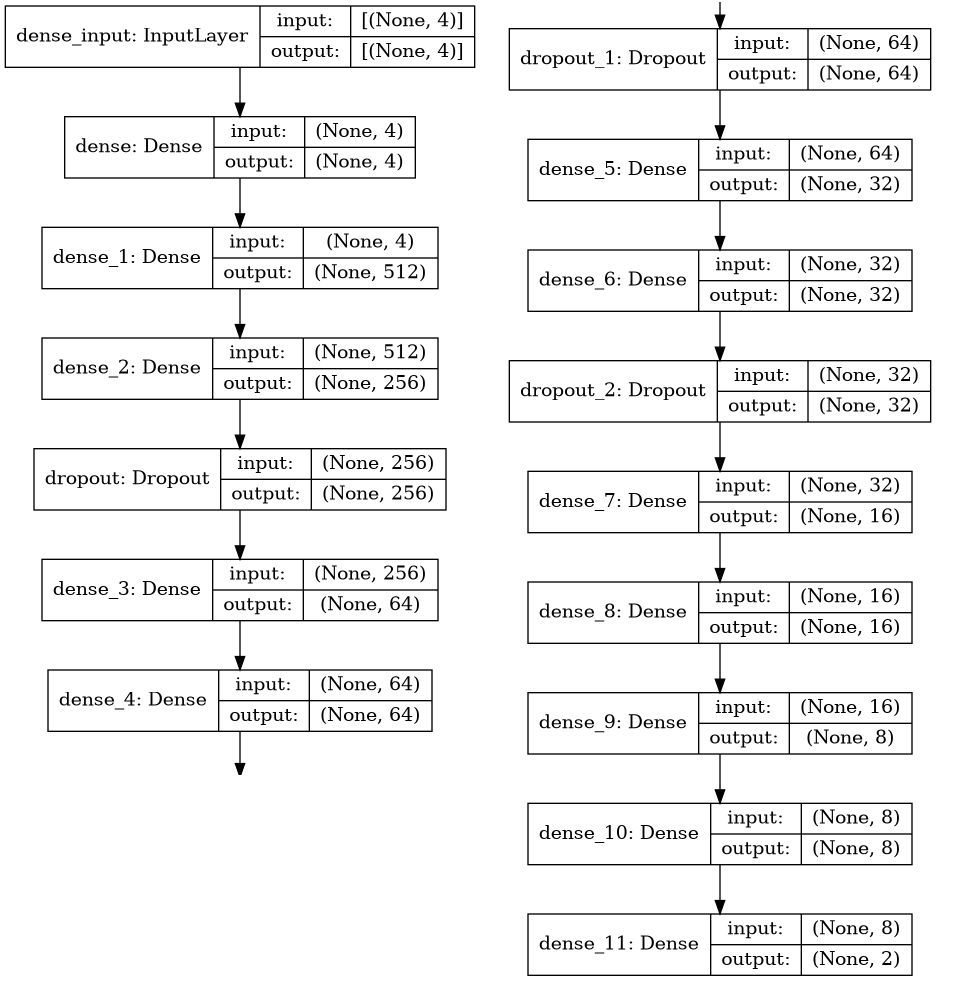 dense_input: InputLayer
input: [(None, 4)]
output: [(None, 4)]
dense: Dense
input: (None, 4)
output: (None, 4)
dense_1: Dense
input: (None, 4)
output: (None, 512)
dense_2: Dense
input: (None, 512)
output: (None, 256)
dropout: Dropout
input: (None, 256)
output: (None, 256)
dense_3: Dense
input: (None, 256)
output: (None, 64)
dense_4: Dense
input: (None, 64)
output: (None, 64)
dropout_1: Dropout
input: (None, 64)
output: (None, 64)
dense_5: Dense
input: (None, 64)
output: (None, 32)
dense_6: Dense
input: (None, 32)
output: (None, 32)
dropout_2: Dropout
input: (None, 32)
output: (None, 32)
dense_7: Dense
input: (None, 32)
output: (None, 16)
dense_8: Dense
input: (None, 16)
output: (None, 16)
dense_9: Dense
input: (None, 16)
output: (None, 8)
dense_10: Dense
input: (None, 8)
output: (None, 8)
dense_11: Dense
input: (None, 8)
output: (None, 2)